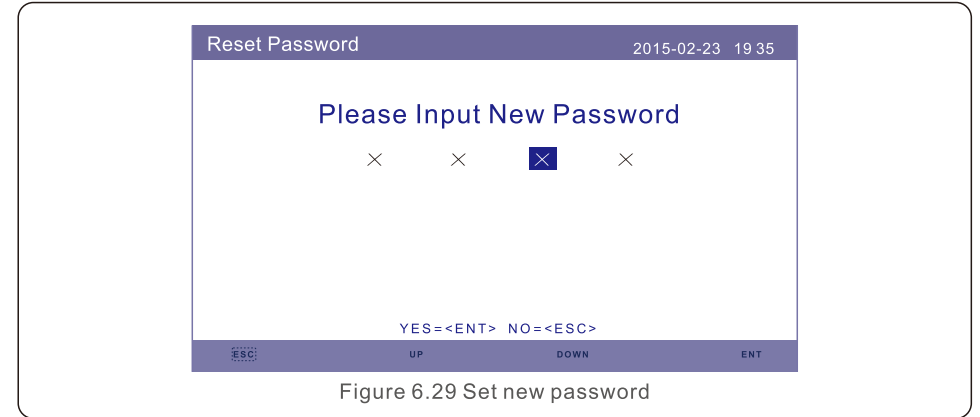 Reset Password 2015-02-23 19 35
Please Input New Password
× × × ×
YES=<ENT> NO=<ESC>
ESC UP DOWN ENT
Figure 6.29 Set new password